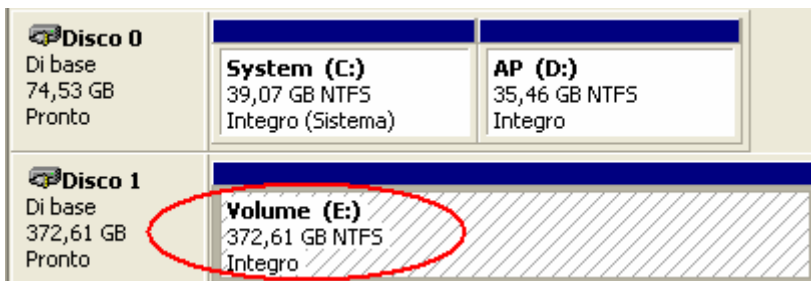 Disco 0
Di base
74,53 GB
Pronto
System (C:)
39,07 GB NTFS
Integro (Sistema)
AP (D:)
35,46 GB NTFS
Integro
Disco 1
Di base
372,61 GB
Pronto
Volume (E:)
372,61 GB NTFS
Integro